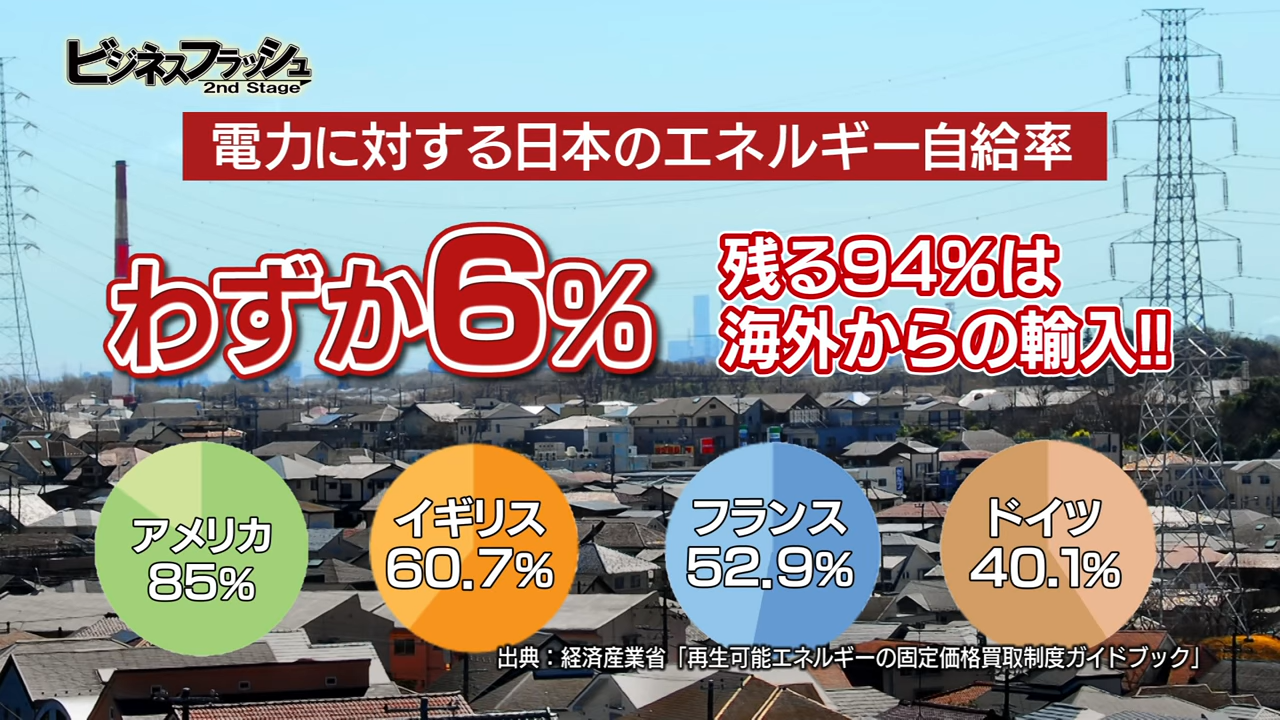 ビジネスフラッシュ
2nd Stage
電力に対する日本のエネルギー自給率
わずか6%
残る94%は
海外からの輸入!!
アメリカ
85%
イギリス
60.7%
フランス
52.9%
ドイツ
40.1%
出典：経済産業省「再生可能エネルギーの固定価格買取制度ガイドブック」